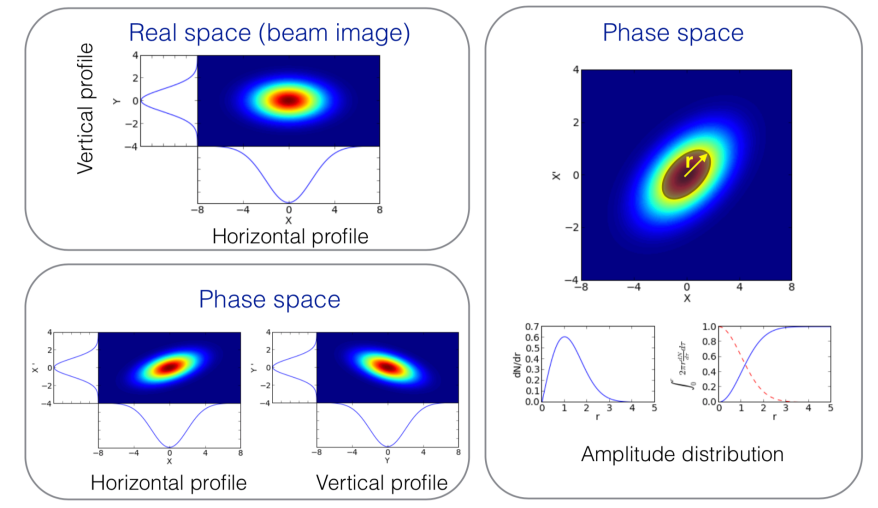 Real space (beam image)
Vertical profile
4
2
0
−2
−4
Y
−8 −4 0 4 8
X
Horizontal profile
Phase space
4
2
0
−2
−4
X'
−8 −4 0 4 8
X
Horizontal profile
4
2
0
−2
−4
Y'
−8 −4 0 4 8
Y
Vertical profile
Phase space
4
2
0
−2
−4
X'
r
−8 −4 0 4 8
X
0.7
0.6
0.5
0.4
0.3
0.2
0.1
0.0
dN/dr
0 1 2 3 4 5
r
1.0
0.8
0.6
0.4
0.2
0.0
∫₀ʳ 2πr dN/dr dr
0 1 2 3 4 5
r
Amplitude distribution